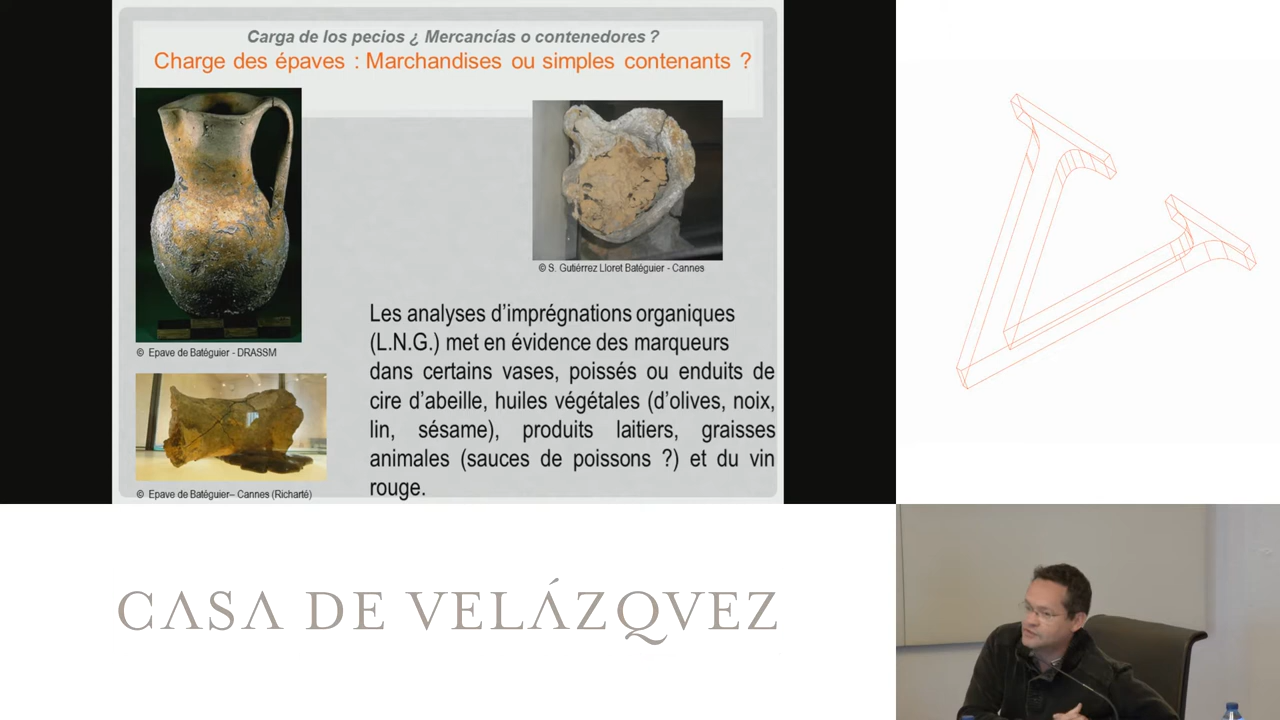 Carga de los pecios ¿ Mercancías o contenedores ?
Charge des épaves : Marchandises ou simples contenants ?
© S. Gutiérrez Lloret Batéguier - Cannes
© Epave de Batéguier - DRASSM
Les analyses d’imprégnations organiques
(L.N.G.) met en évidence des marqueurs
dans certains vases, poissés ou enduits de
cire d’abeille, huiles végétales (d’olives, noix,
lin, sésame), produits laitiers, graisses
animales (sauces de poissons ?) et du vin
rouge.
© Epave de Batéguier– Cannes (Richarté)
CASA DE VELÁZQVEZ